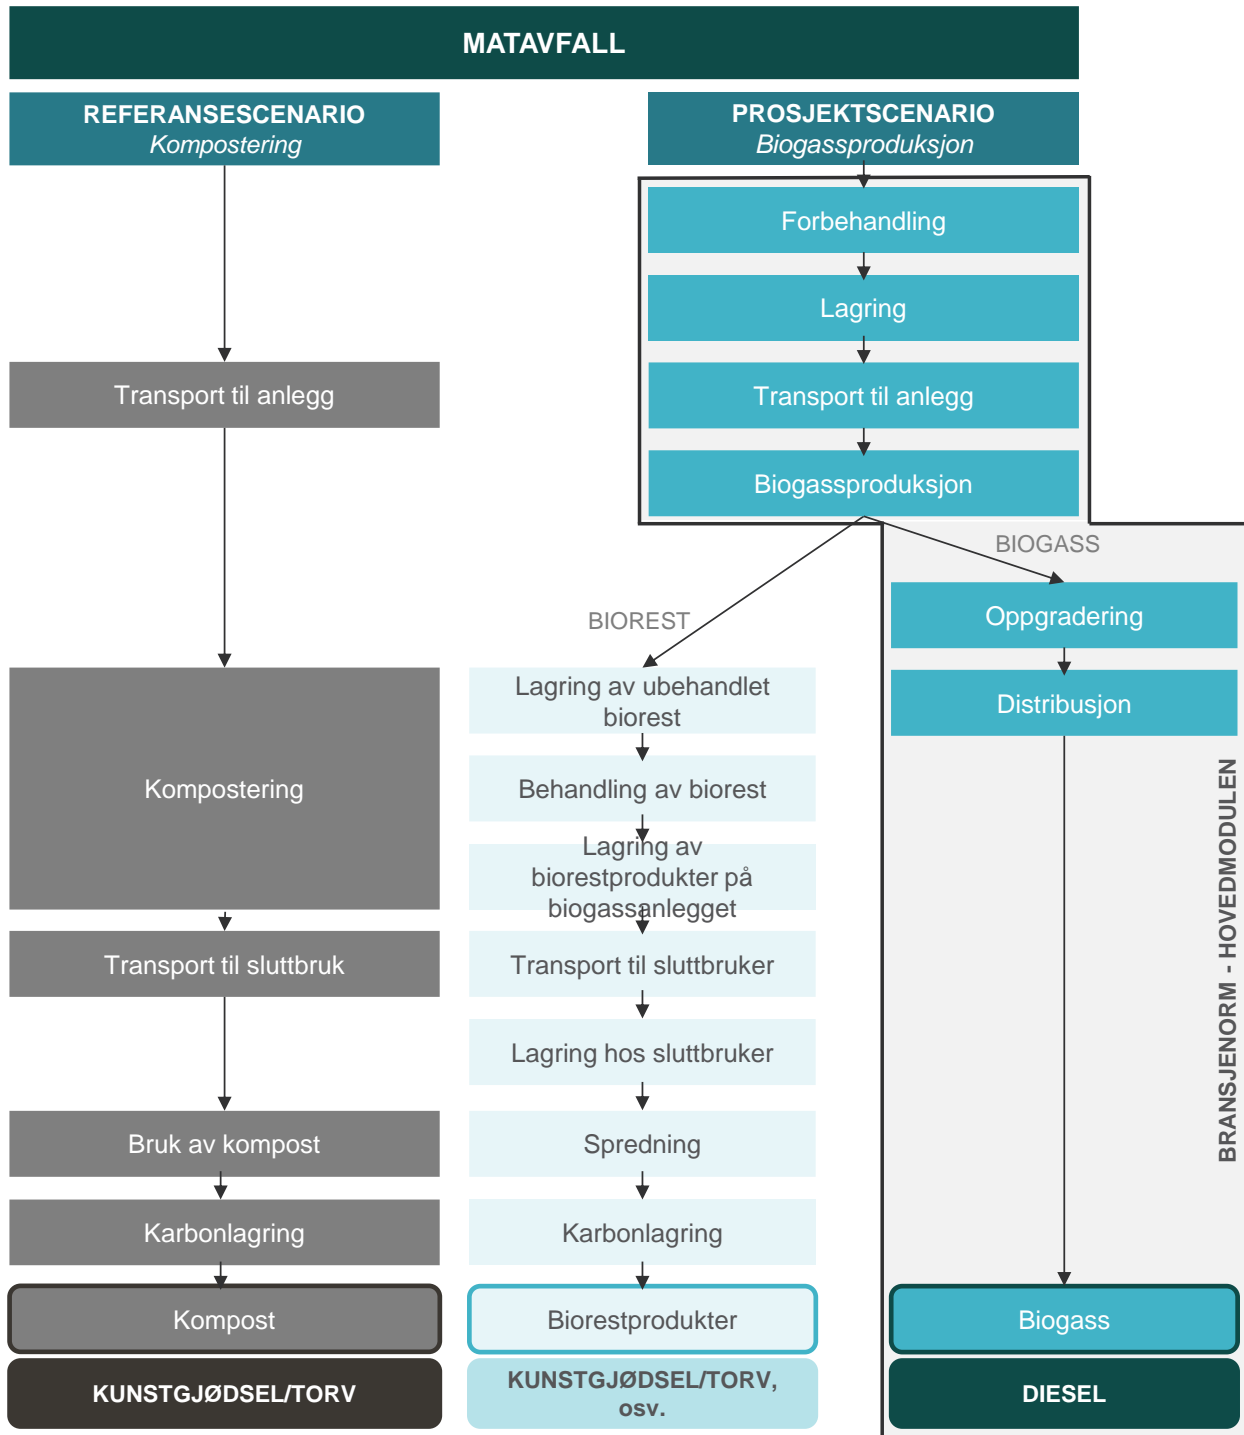 MATAVFALL
REFERANSESCENARIO
Kompostering
Transport til anlegg
Kompostering
Transport til sluttbruk
Bruk av kompost
Karbonlagring
Kompost
KUNSTGJØDSEL/TORV
PROSJEKTSCENARIO
Biogassproduksjon
Forbehandling
Lagring
Transport til anlegg
Biogassproduksjon
BIOREST
Lagring av ubehandlet
biorest
Behandling av biorest
Lagring av
biorestprodukter på
biogassanlegget
Transport til sluttbruker
Lagring hos sluttbruker
Spredning
Karbonlagring
Biorestprodukter
KUNSTGJØDSEL/TORV,
osv.
BIOGASS
Oppgradering
Distribusjon
Biogass
DIESEL
BRANSJENORM - HOVEDMODULEN